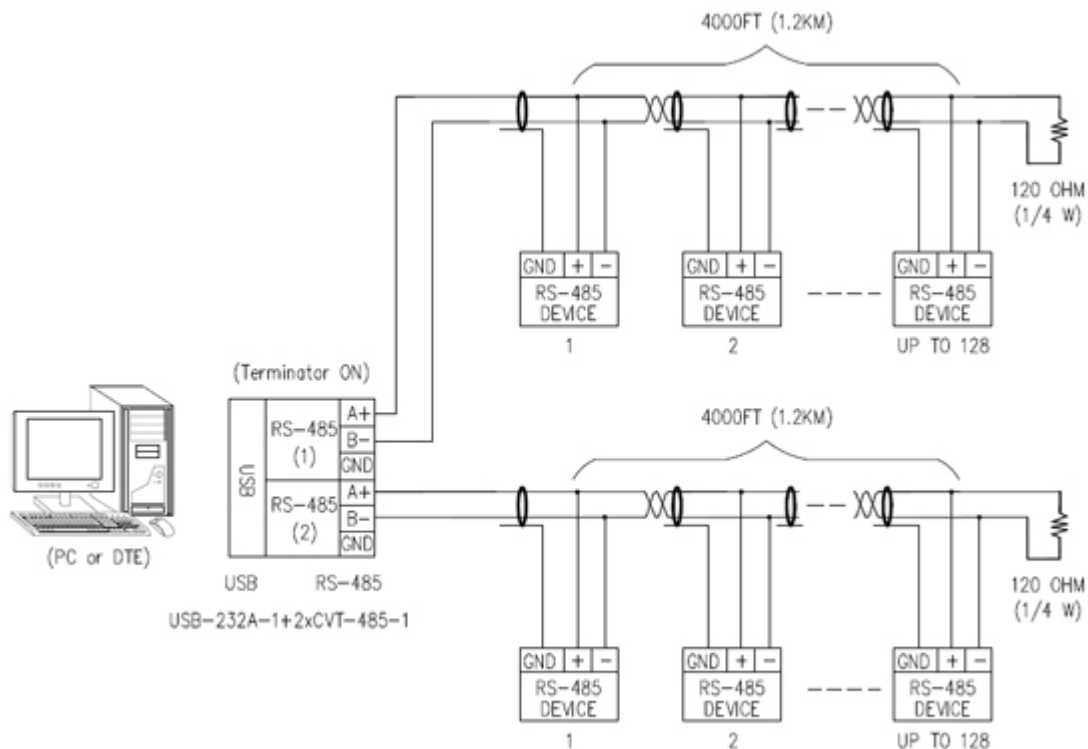 4000FT (1.2KM)
120 OHM
(1/4 W)
GND + −
RS-485
DEVICE
1
GND + −
RS-485
DEVICE
2
GND + −
RS-485
DEVICE
UP TO 128
(Terminator ON)
USB
RS-485
(1)
A+
B-
GND
RS-485
(2)
A+
B-
GND
(PC or DTE)
USB RS-485
USB-232A-1+2xCVT-485-1
4000FT (1.2KM)
120 OHM
(1/4 W)
GND + −
RS-485
DEVICE
1
GND + −
RS-485
DEVICE
2
GND + −
RS-485
DEVICE
UP TO 128